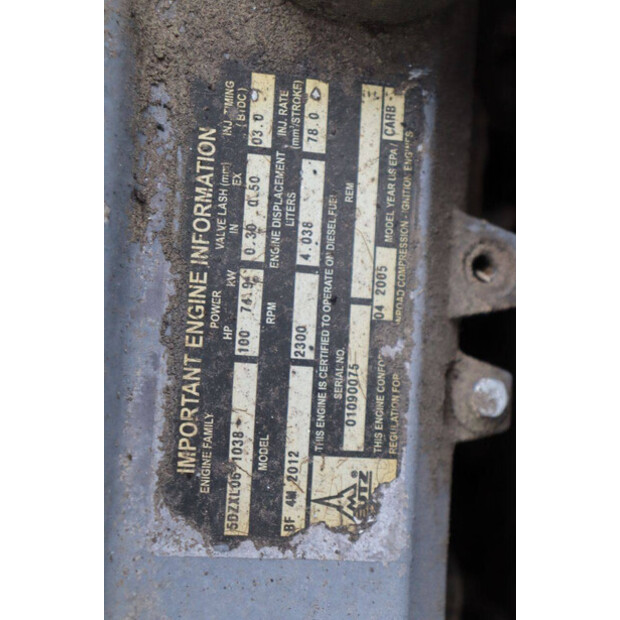 IMPORTANT ENGINE INFORMATION
ENGINE FAMILY POWER VALVE LASH (mm) INJ. TIMING
HP kW IN EX (BTDC)
5DZXL06 1038 100 74.9 0.30 0.50 03.0
MODEL RPM ENGINE DISPLACEMENT INJ. RATE
LITERS (mm³/STROKE)
BF 4M 2012 2300 4.038 78.0
THIS ENGINE IS CERTIFIED TO OPERATE ON DIESEL FUEL
SERIAL NO. REM
01090075
THIS ENGINE 04 2005 MODEL YEAR US EPA / CARB
REGULATION FOR COMPRESSION - IGNITION ENGINES
DEUTZ